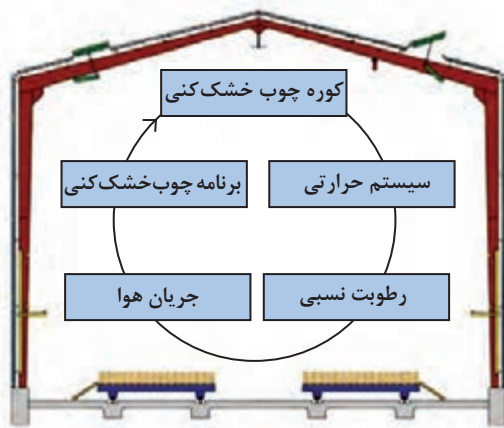 کوره چوب خشک‌کنی
سیستم حرارتی
برنامه چوب‌خشک‌کنی
رطوبت نسبی
جریان هوا